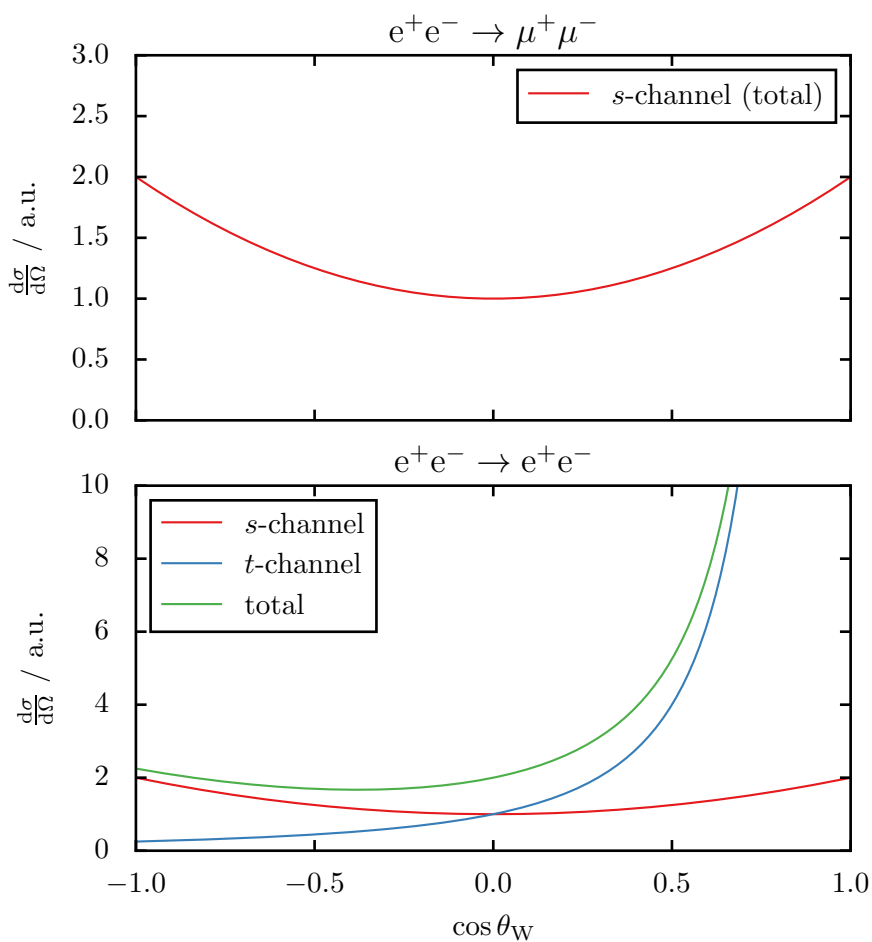 e⁺e⁻ → μ⁺μ⁻
3.0
s-channel (total)
2.5
2.0
1.5
1.0
0.5
0.0
dσ/dΩ / a.u.
e⁺e⁻ → e⁺e⁻
10
s-channel
t-channel
total
8
6
4
2
0
dσ/dΩ / a.u.
−1.0 −0.5 0.0 0.5 1.0
cos θ_W